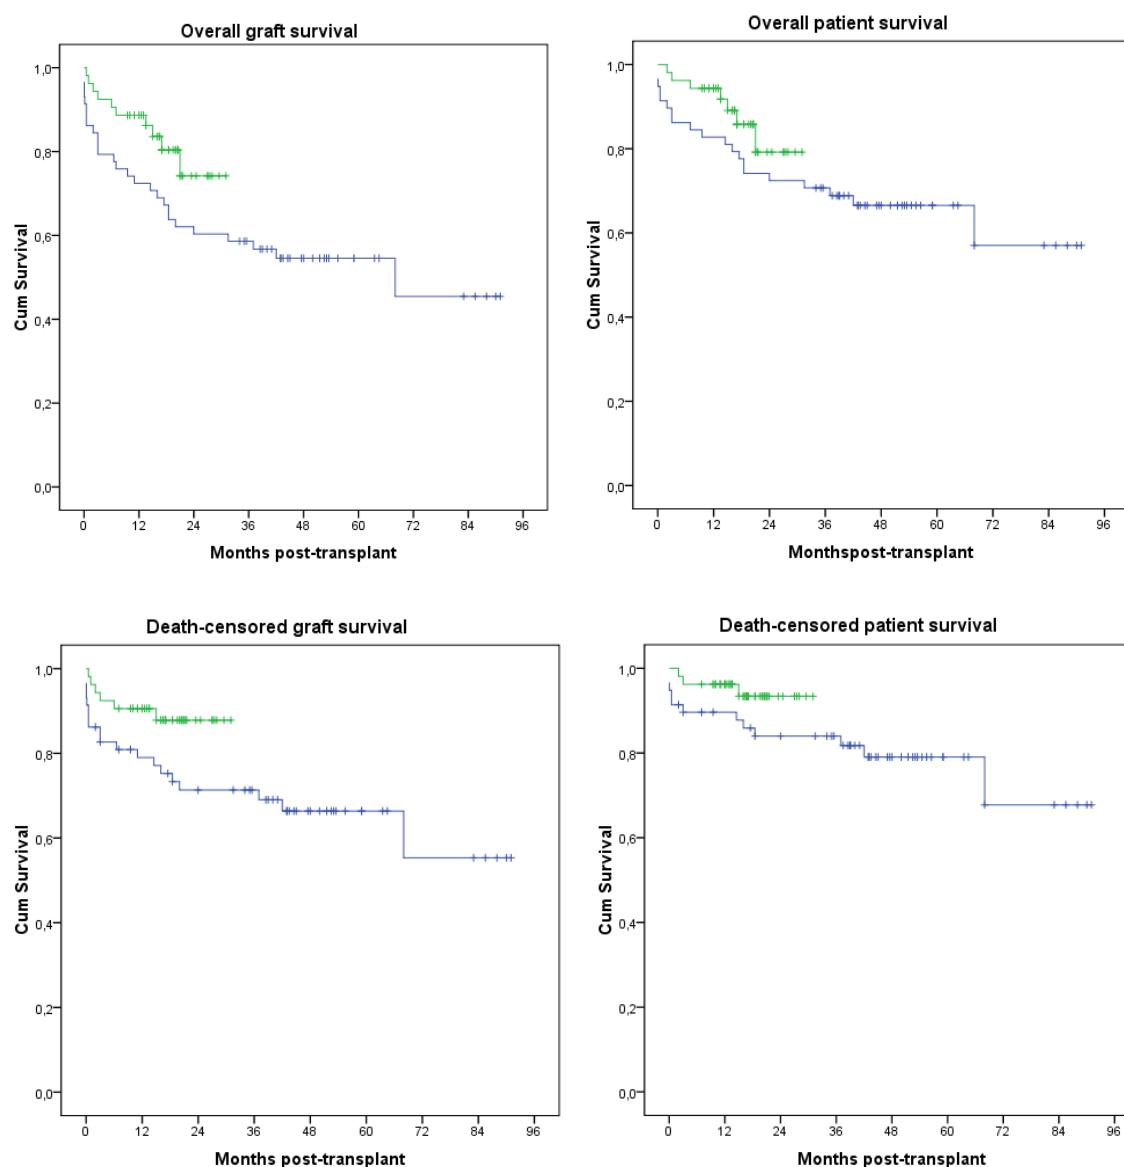 Overall graft survival
Cum Survival
1,0
0,8
0,6
0,4
0,2
0,0
0 12 24 36 48 60 72 84 96
Months post-transplant
Overall patient survival
Cum Survival
1,0
0,8
0,6
0,4
0,2
0,0
0 12 24 36 48 60 72 84 96
Monthspost-transplant
Death-censored graft survival
Cum Survival
1,0
0,8
0,6
0,4
0,2
0,0
0 12 24 36 48 60 72 84 96
Months post-transplant
Death-censored patient survival
Cum Survival
1,0
0,8
0,6
0,4
0,2
0,0
0 12 24 36 48 60 72 84 96
Months post-transplant